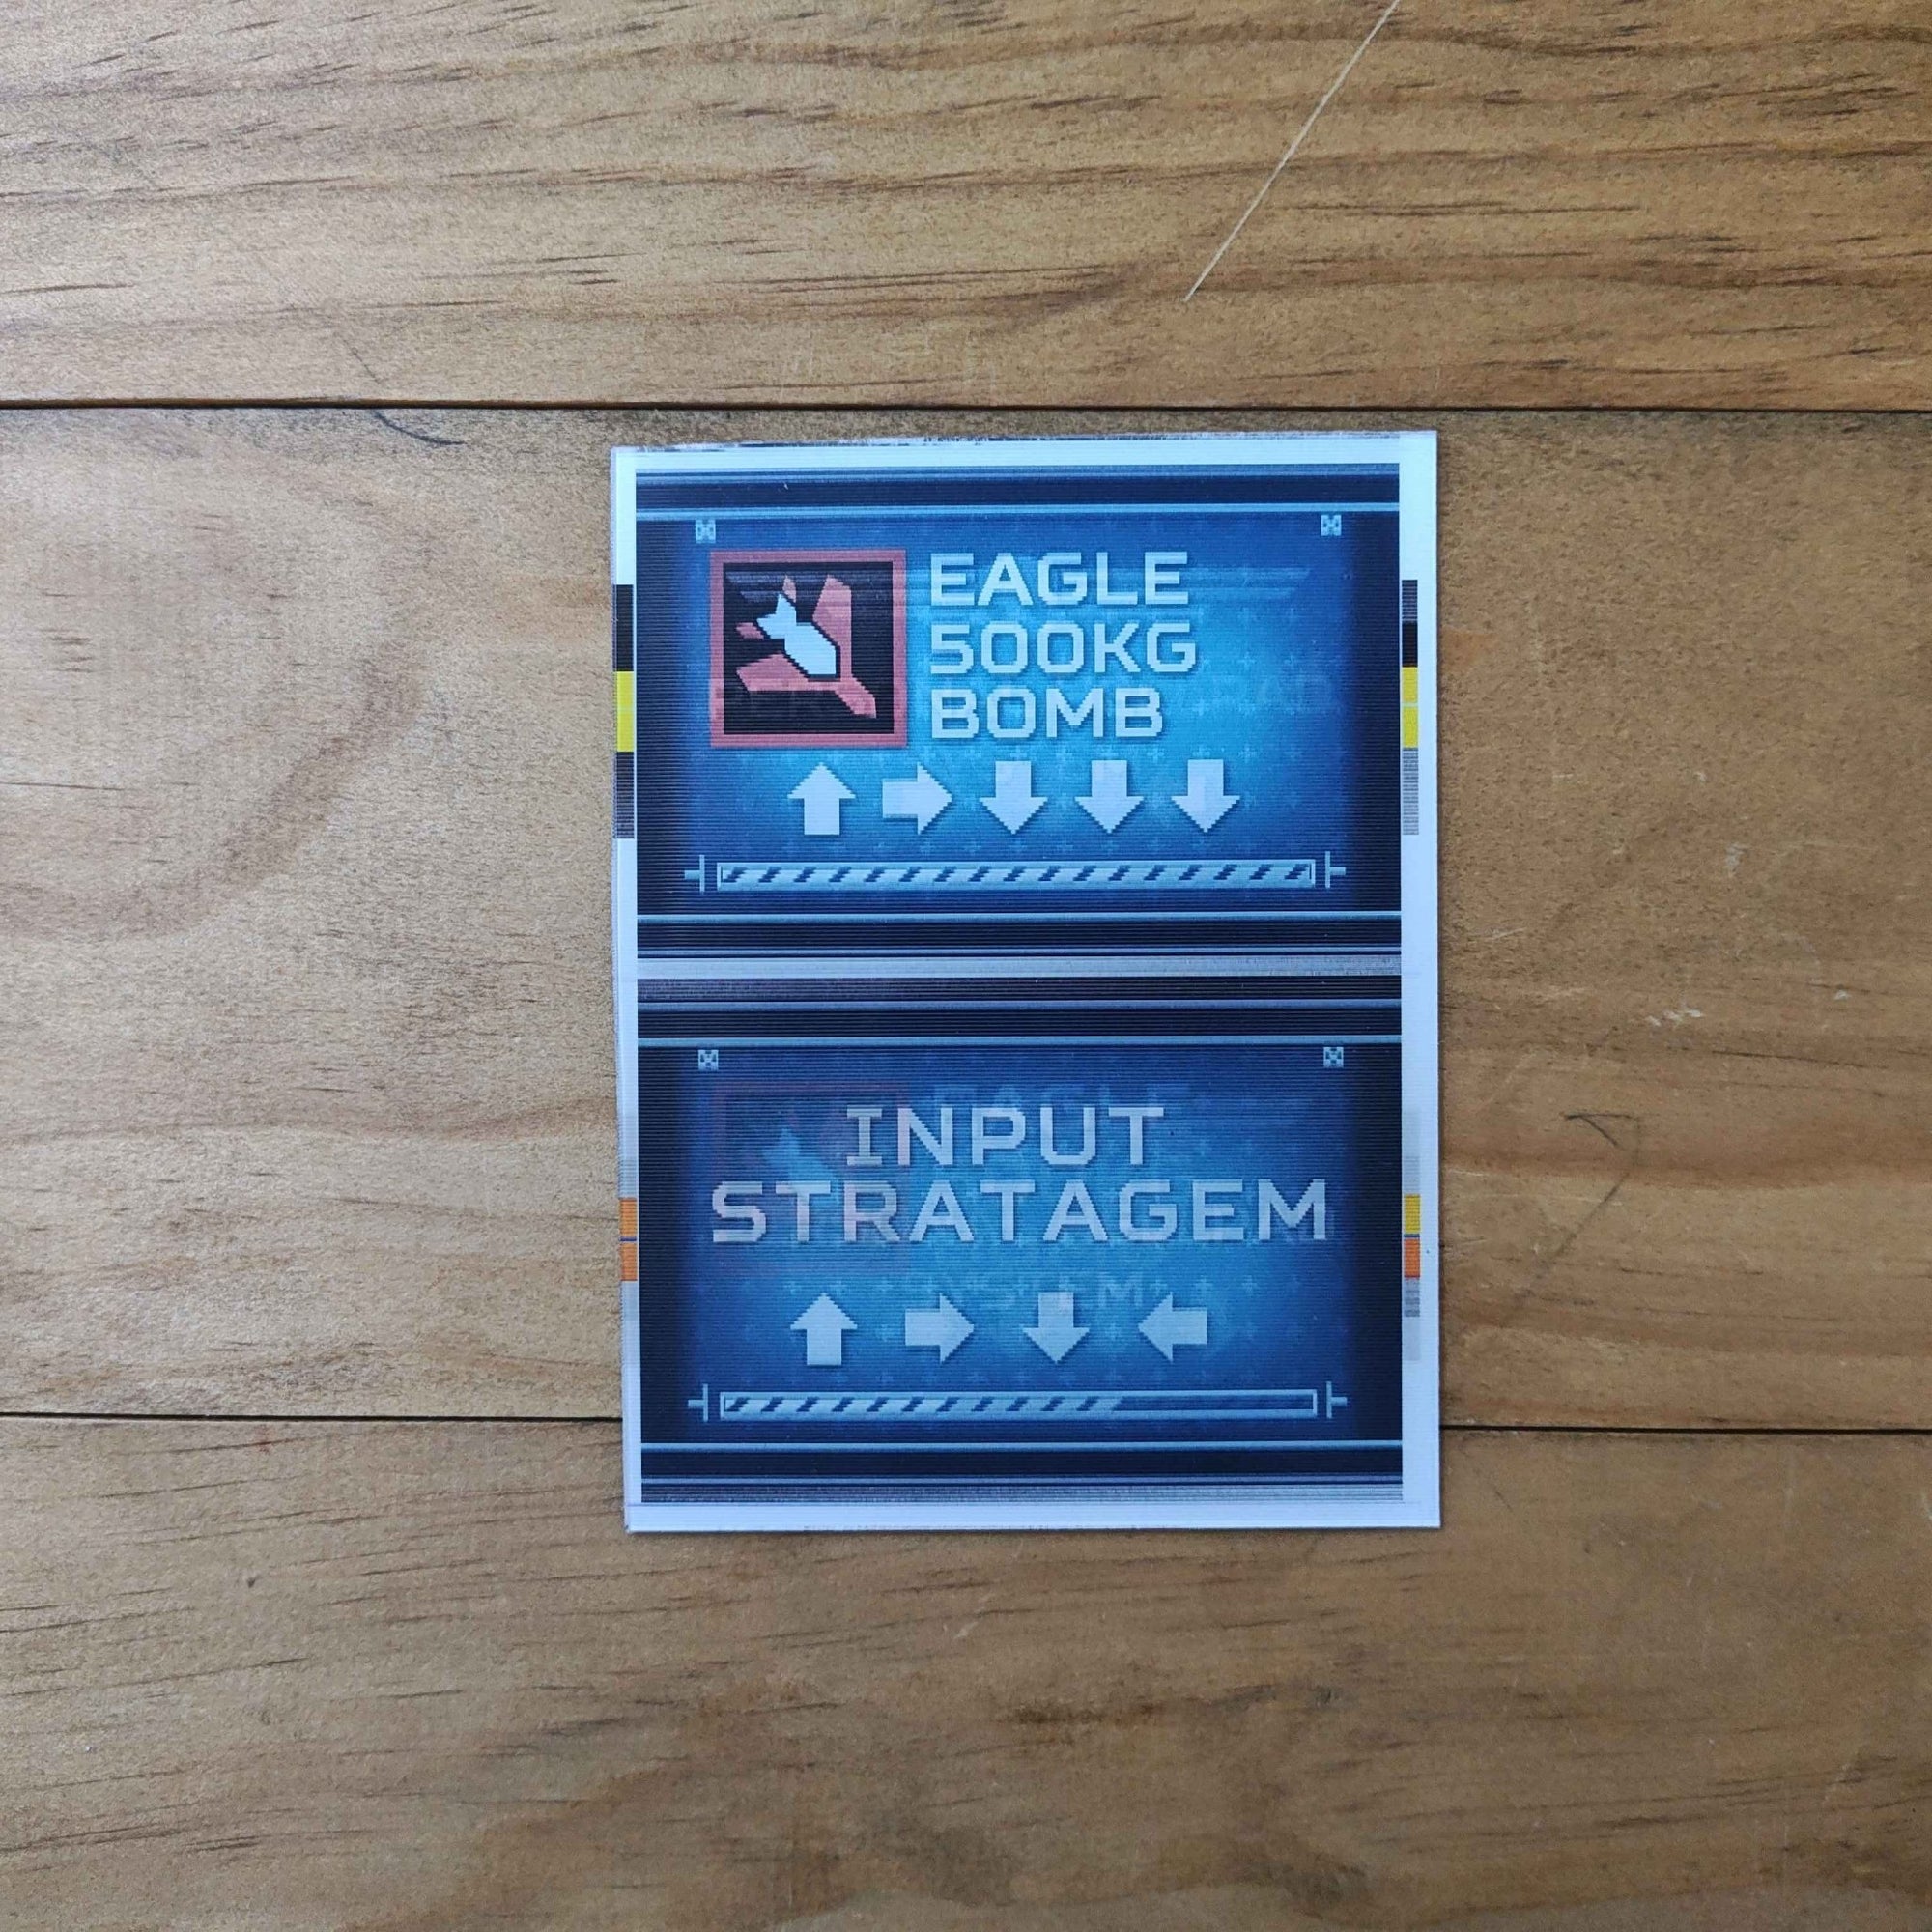 EAGLE
500KG
BOMB
INPUT
STRATAGEM